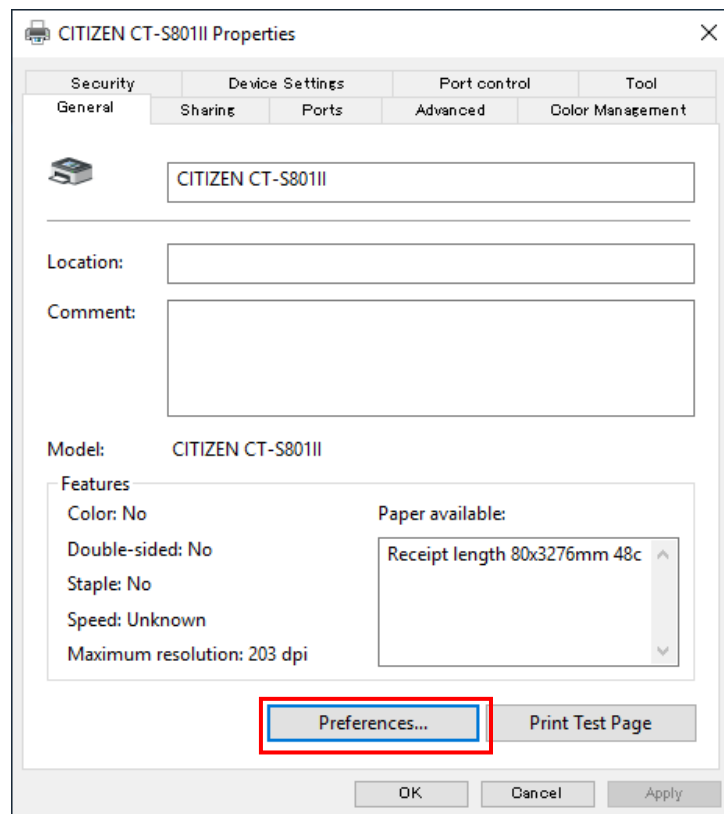 CITIZEN CT-S801II Properties
Security Device Settings Port control Tool
General Sharing Ports Advanced Color Management
CITIZEN CT-S801II
Location:
Comment:
Model: CITIZEN CT-S801II
Features
Color: No
Double-sided: No
Staple: No
Speed: Unknown
Maximum resolution: 203 dpi
Paper available:
Receipt length 80x3276mm 48c
Preferences... Print Test Page
OK Cancel Apply